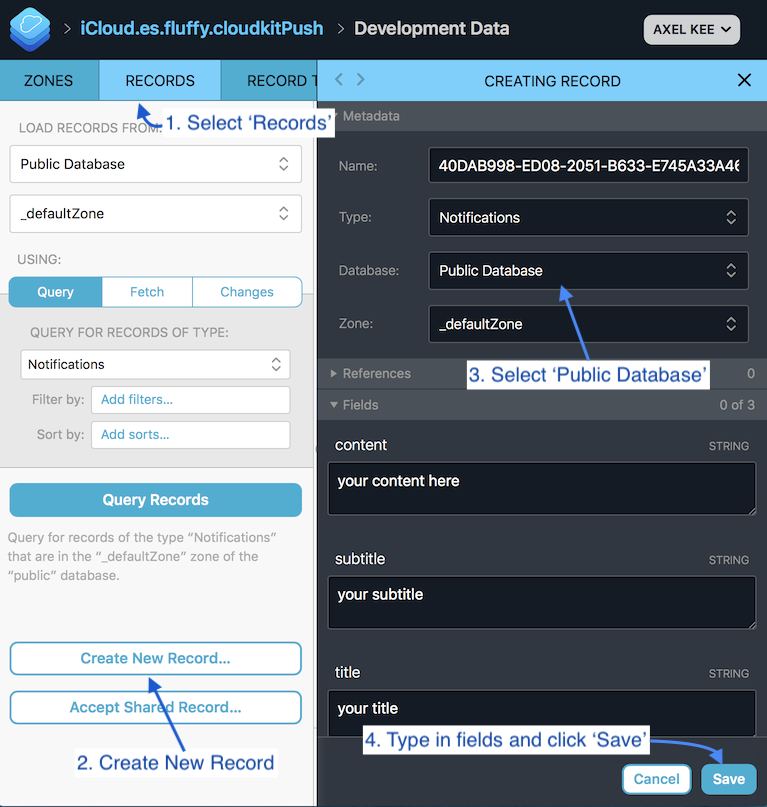 iCloud.es.fluffy.cloudkitPush > Development Data
AXEL KEE
ZONES
RECORDS
RECORD T
CREATING RECORD
1. Select ‘Records’
LOAD RECORDS FROM:
Public Database
_defaultZone
USING:
Query
Fetch
Changes
QUERY FOR RECORDS OF TYPE:
Notifications
Filter by: Add filters...
Sort by: Add sorts...
Query Records
Query for records of the type “Notifications”
that are in the “_defaultZone” zone of the
“public” database.
Create New Record...
Accept Shared Record...
2. Create New Record
Metadata
Name: 40DAB998-ED08-2051-B633-E745A33A46
Type: Notifications
Database: Public Database
Zone: _defaultZone
3. Select ‘Public Database’
References 0
Fields 0 of 3
content STRING
your content here
subtitle STRING
your subtitle
title STRING
your title
4. Type in fields and click ‘Save’
Cancel
Save